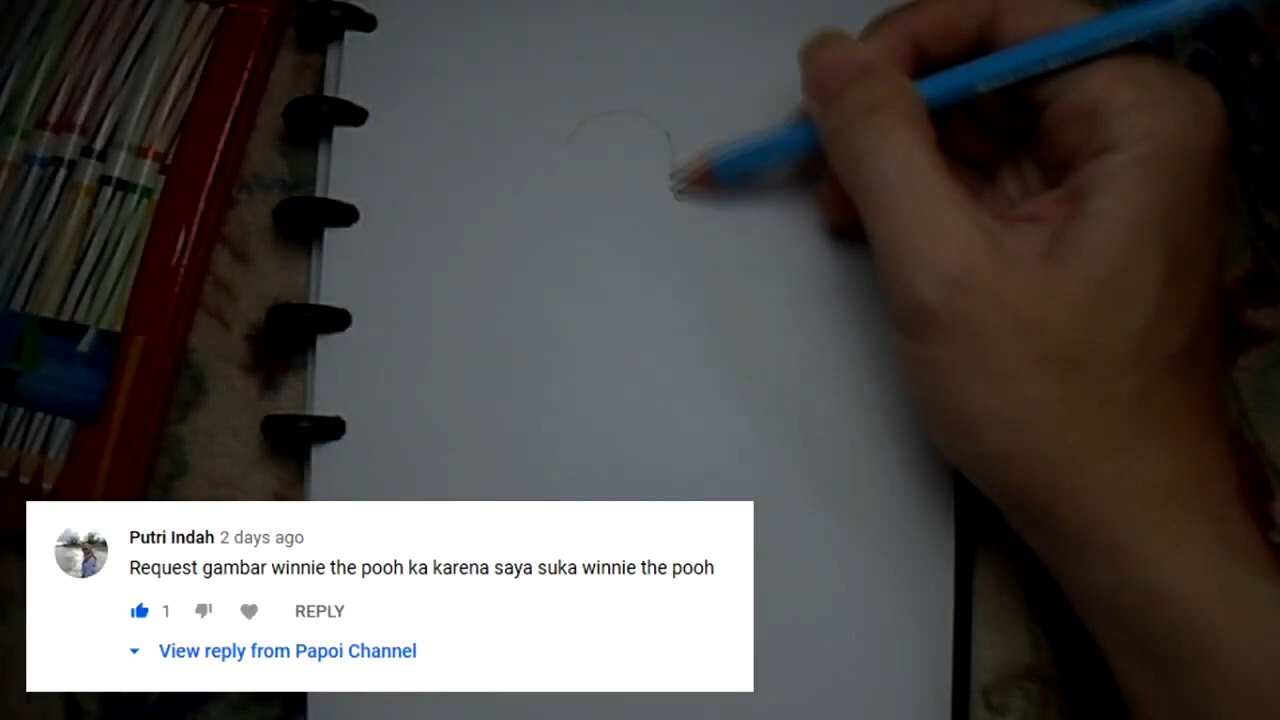 Putri Indah 2 days ago
Request gambar winnie the pooh ka karena saya suka winnie the pooh
1 REPLY
View reply from Papoi Channel